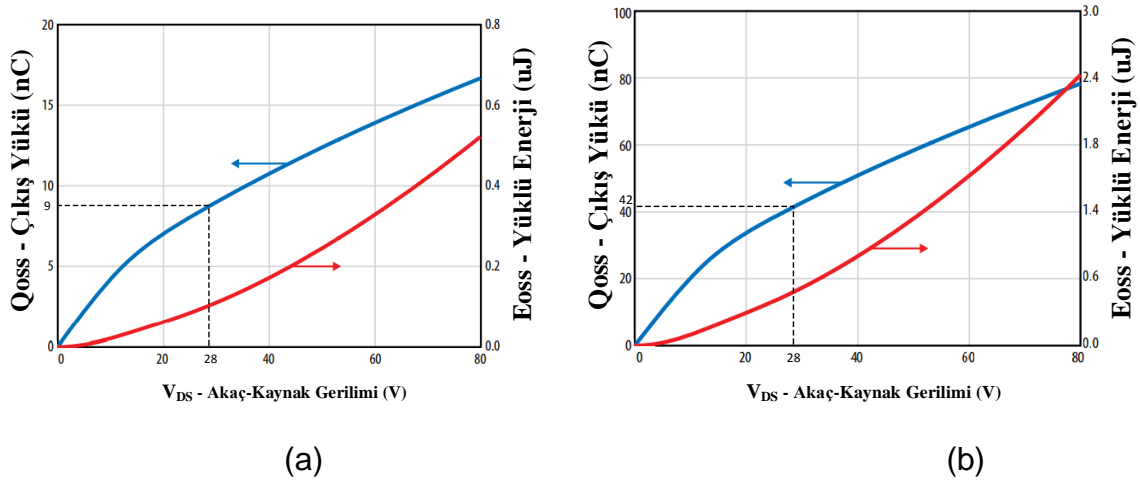 Qoss - Çıkış Yükü (nC)
20
15
10
9
5
0
0.8
0.6
0.4
0.2
0.0
Eoss - Yüklü Enerji (uJ)
0 20 28 40 60 80
V_DS - Akaç-Kaynak Gerilimi (V)
(a)
Qoss - Çıkış Yükü (nC)
100
80
60
42
40
20
0
3.0
2.4
1.8
1.4
0.6
0.0
Eoss - Yüklü Enerji (uJ)
0 20 28 40 60 80
V_DS - Akaç-Kaynak Gerilimi (V)
(b)